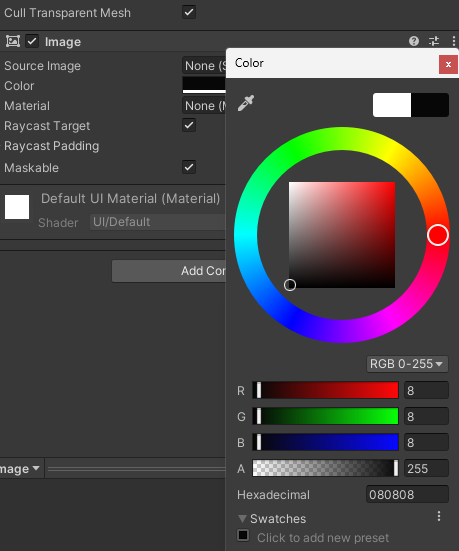 Cull Transparent Mesh
Image
Source Image None (S
Color
Material None (M
Raycast Target
Raycast Padding
Maskable
Default UI Material (Material)
Shader UI/Default
Add Con
mage
Color
x
RGB 0-255
R 8
G 8
B 8
A 255
Hexadecimal 080808
Swatches
Click to add new preset